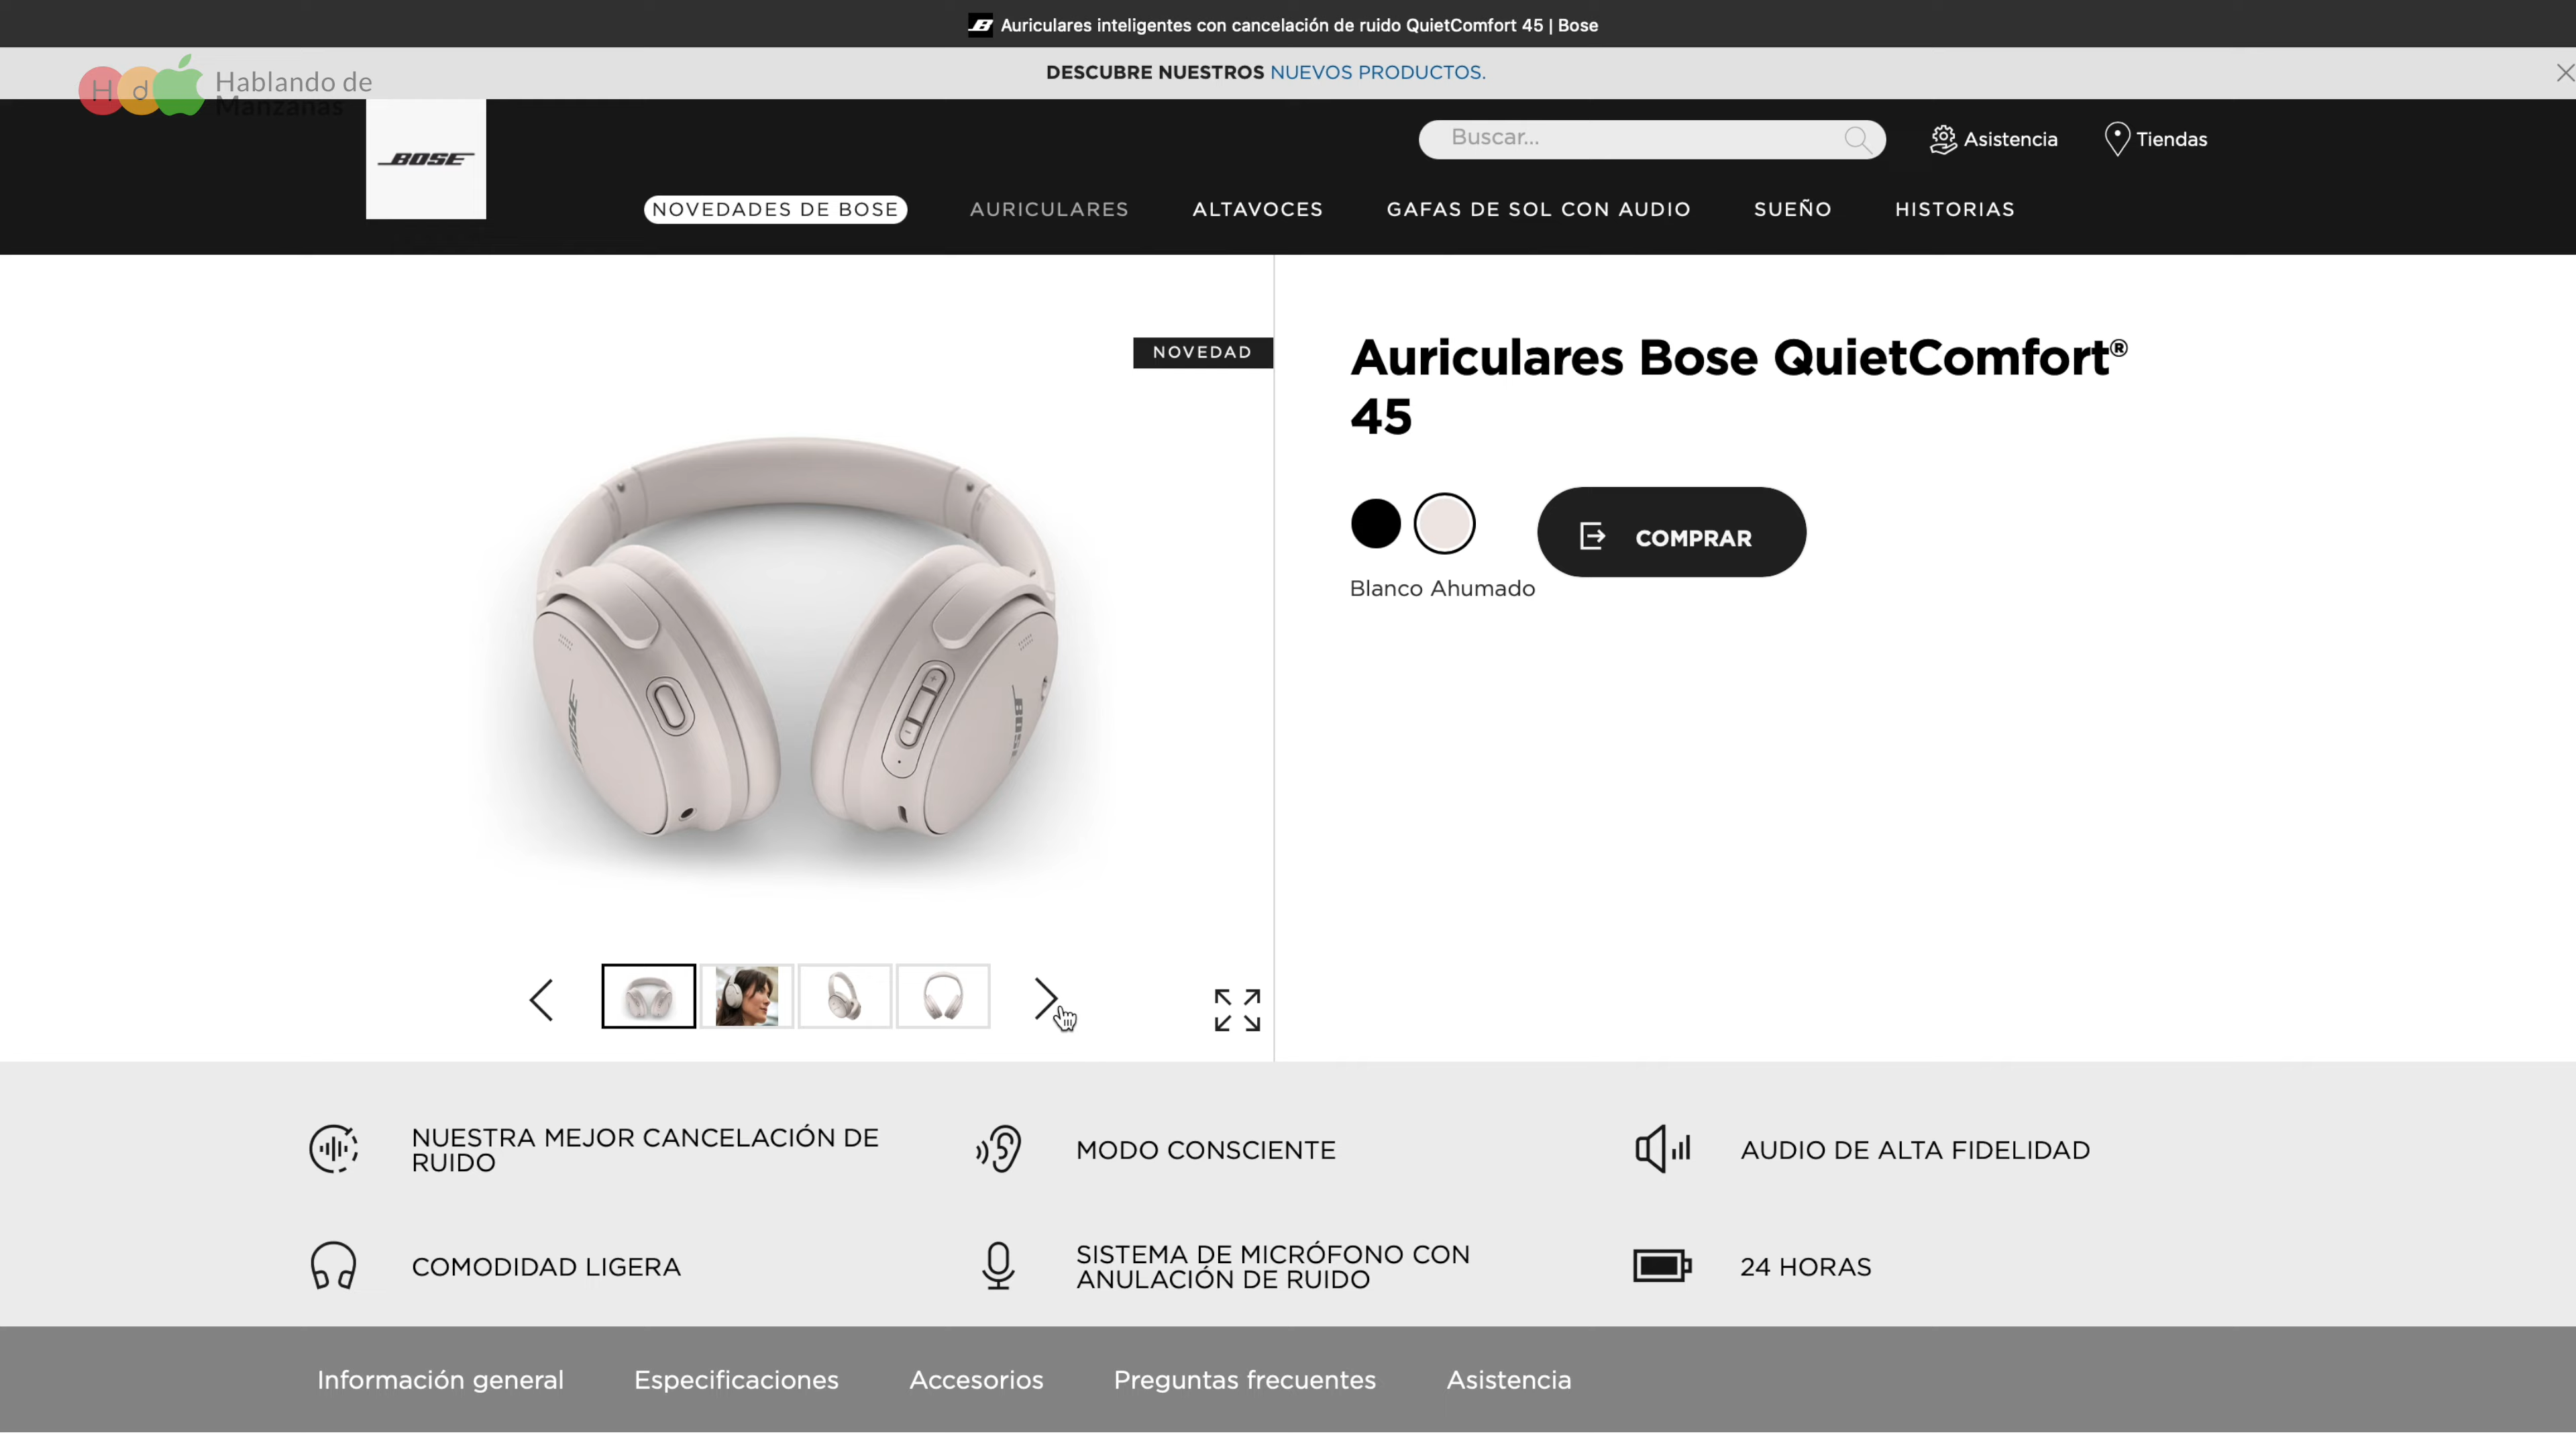 Auriculares inteligentes con cancelación de ruido QuietComfort 45 | Bose
DESCUBRE NUESTROS NUEVOS PRODUCTOS.
H d Hablando de
Manzanas
BOSE
Buscar...
Asistencia
Tiendas
NOVEDADES DE BOSE
AURICULARES
ALTAVOCES
GAFAS DE SOL CON AUDIO
SUEÑO
HISTORIAS
NOVEDAD
Auriculares Bose QuietComfort®
45
COMPRAR
Blanco Ahumado
BOSE
BOSE
NUESTRA MEJOR CANCELACIÓN DE
RUIDO
MODO CONSCIENTE
AUDIO DE ALTA FIDELIDAD
COMODIDAD LIGERA
SISTEMA DE MICRÓFONO CON
ANULACIÓN DE RUIDO
24 HORAS
Información general
Especificaciones
Accesorios
Preguntas frecuentes
Asistencia